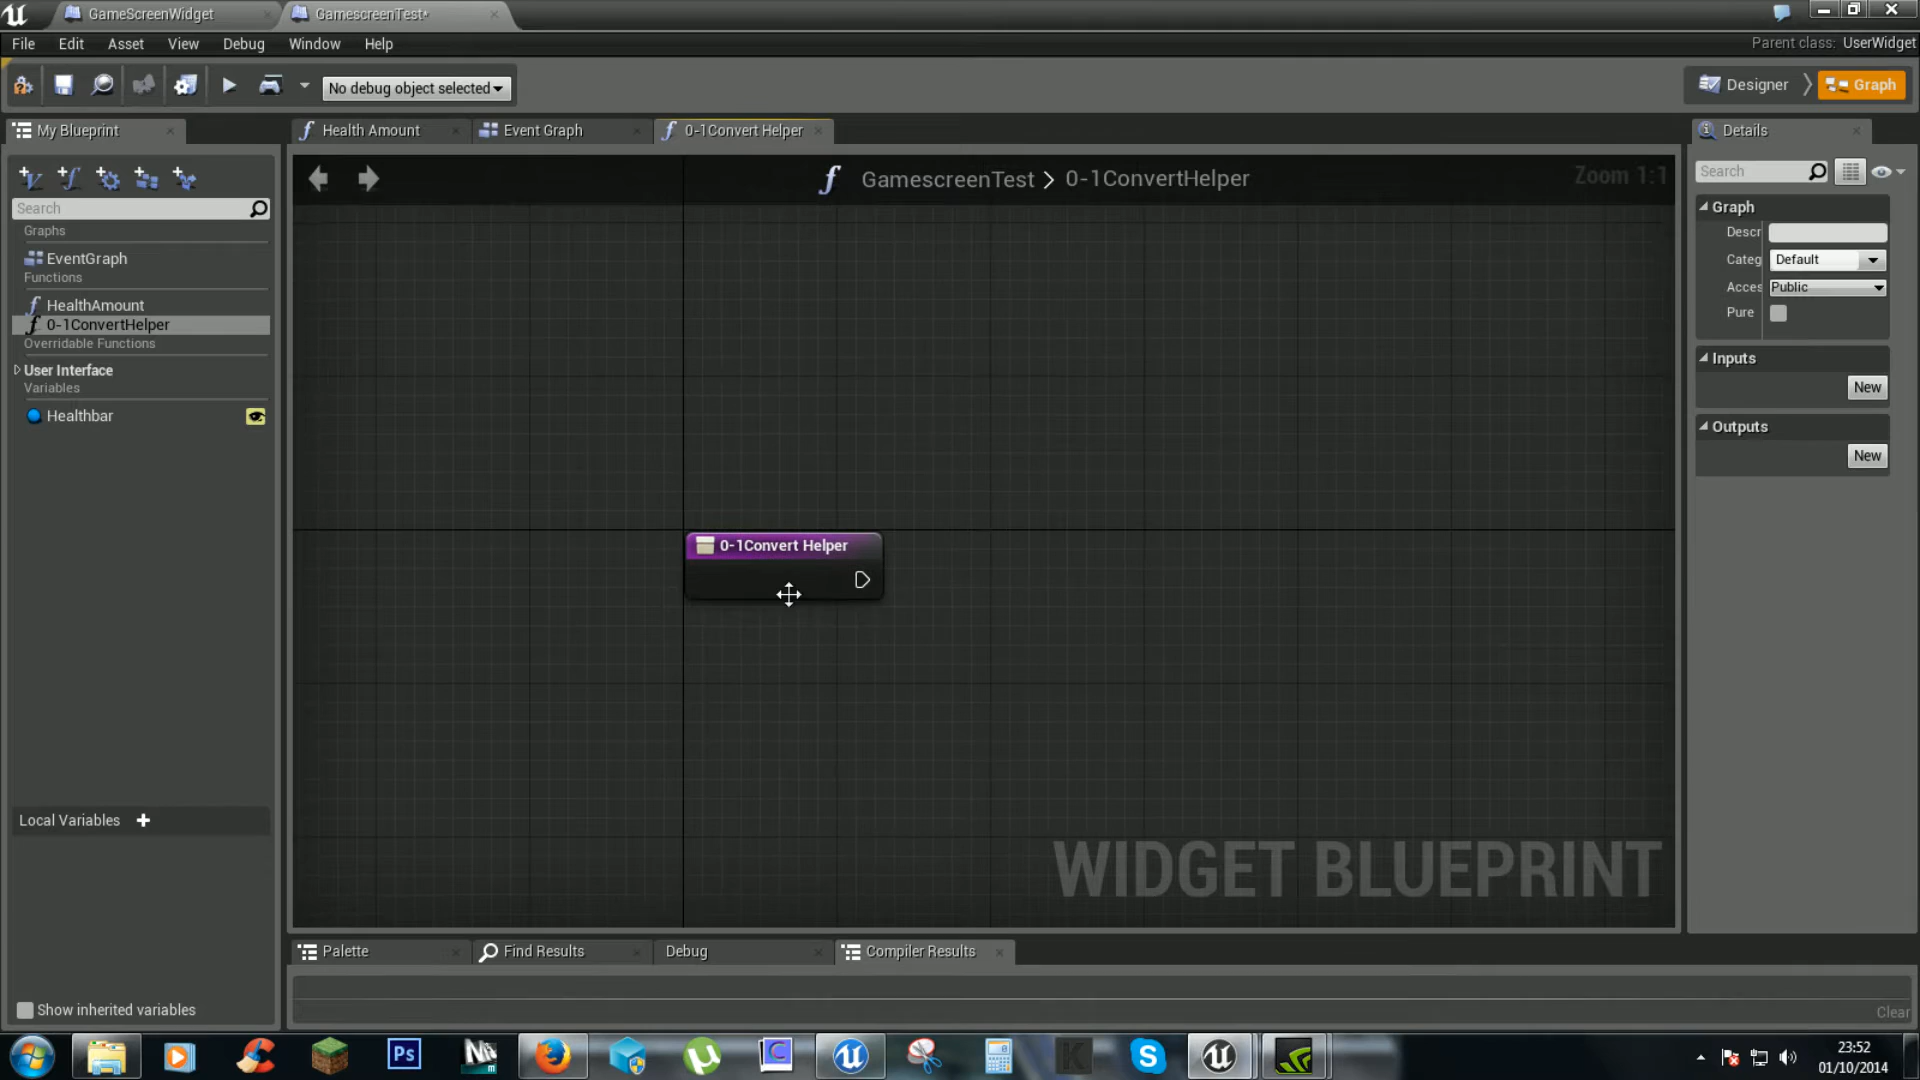 GameScreenWidget
GamescreenTest*
File Edit Asset View Debug Window Help
Parent class: UserWidget
No debug object selected
Designer
Graph
My Blueprint
Health Amount
Event Graph
0-1Convert Helper
Details
GamescreenTest > 0-1ConvertHelper
Zoom 1:1
Search
Search
Graphs
EventGraph
Functions
HealthAmount
0-1ConvertHelper
Overridable Functions
User Interface
Variables
Healthbar
Graph
Descr
Categ Default
Acces Public
Pure
Inputs
New
Outputs
New
0-1Convert Helper
Local Variables
WIDGET BLUEPRINT
Palette
Find Results
Debug
Compiler Results
Show inherited variables
Clear
Ps
23:52
01/10/2014